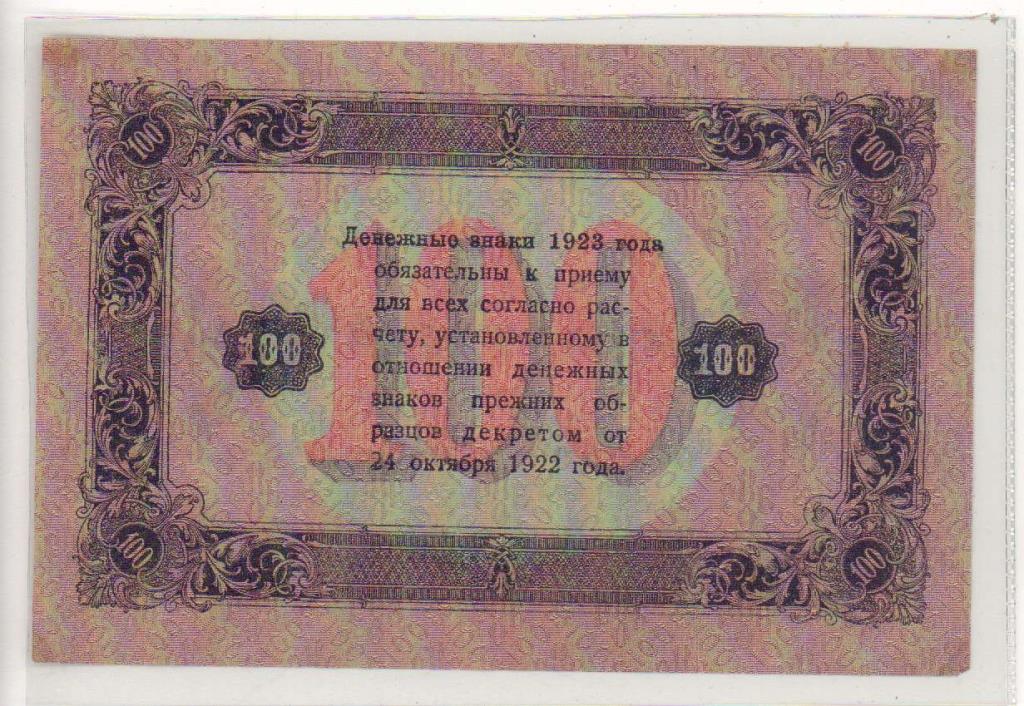 100 100
Денежные знаки 1923 года
обязательны к приему
для всех согласно рас-
чету, установленному в
100 100 100
отношении денежных
знаков прежних об-
разцов декретом от
24 октября 1922 года.
100 100